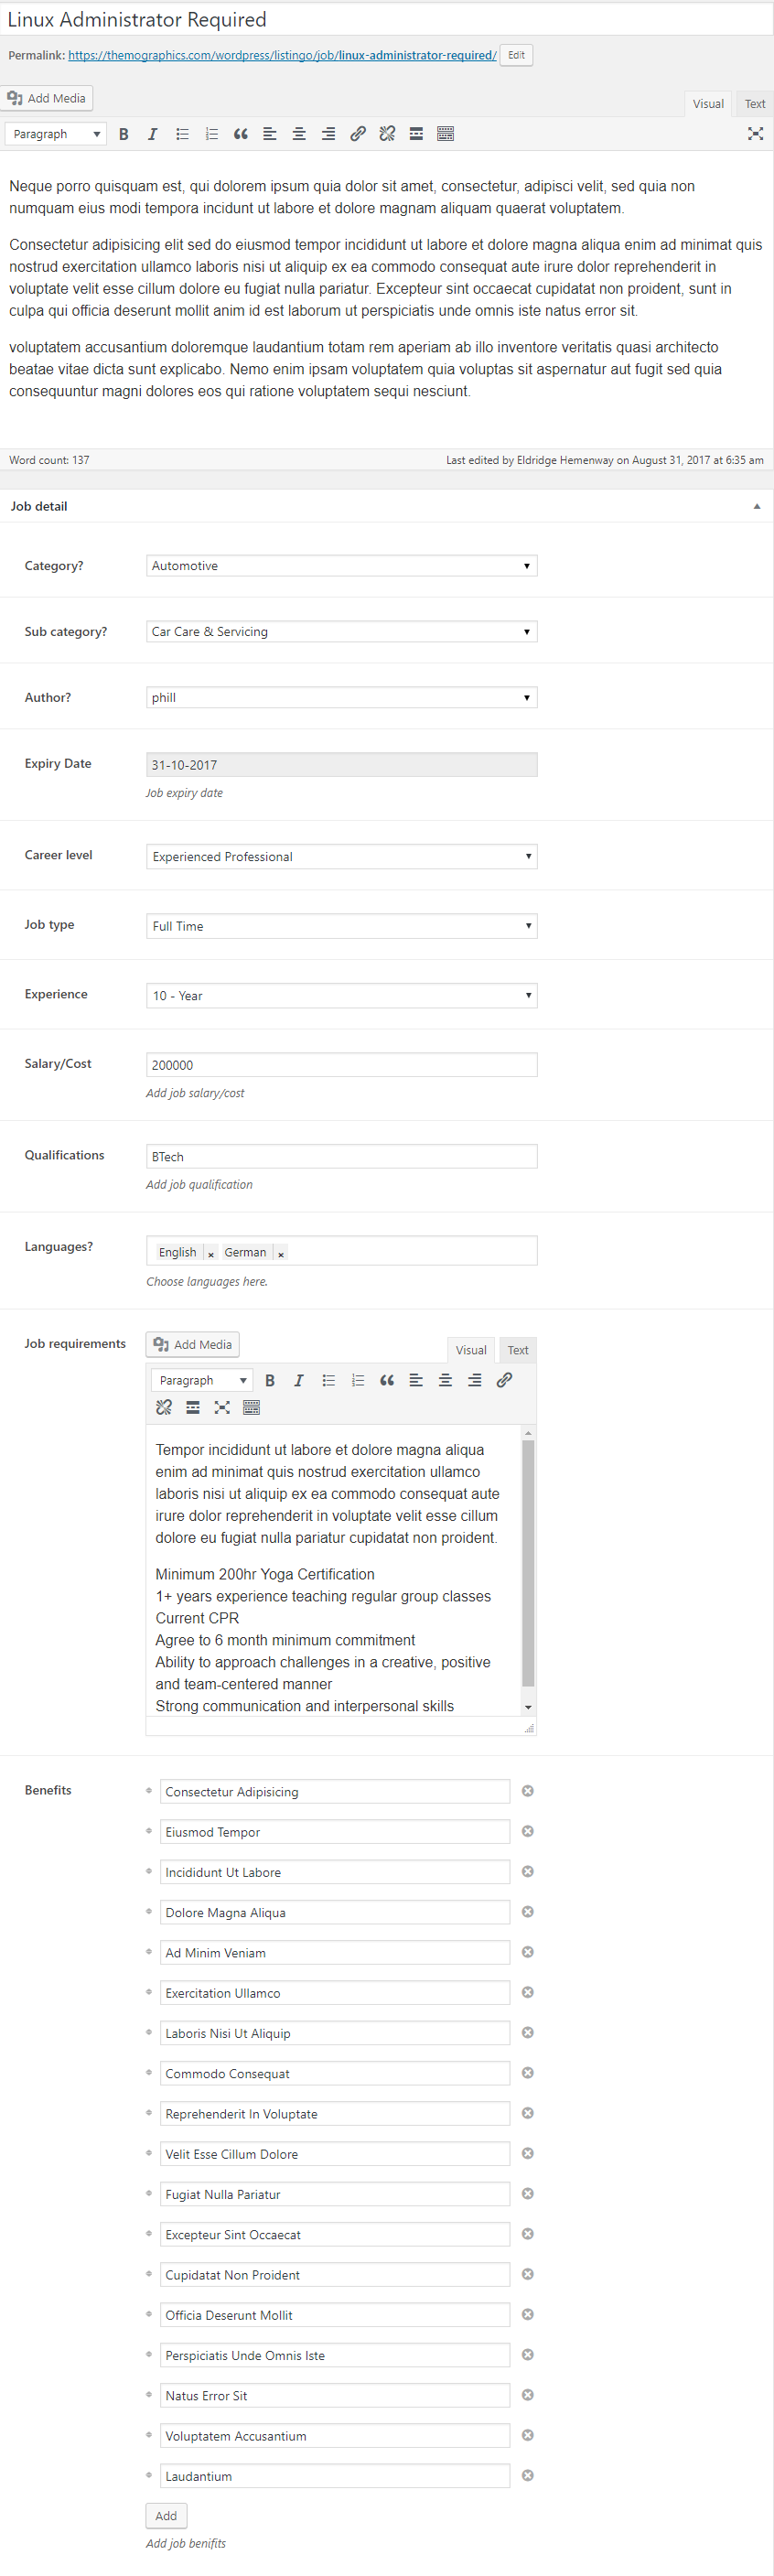 Linux Administrator Required
Permalink: https://themographics.com/wordpress/listingo/job/linux-administrator-required/ Edit
Add Media
Visual Text
Paragraph
Neque porro quisquam est, qui dolorem ipsum quia dolor sit amet, consectetur, adipisci velit, sed quia non
numquam eius modi tempora incidunt ut labore et dolore magnam aliquam quaerat voluptatem.
Consectetur adipisicing elit sed do eiusmod tempor incididunt ut labore et dolore magna aliqua enim ad minimat quis
nostrud exercitation ullamco laboris nisi ut aliquip ex ea commodo consequat aute irure dolor reprehenderit in
voluptate velit esse cillum dolore eu fugiat nulla pariatur. Excepteur sint occaecat cupidatat non proident, sunt in
culpa qui officia deserunt mollit anim id est laborum ut perspiciatis unde omnis iste natus error sit.
voluptatem accusantium doloremque laudantium totam rem aperiam ab illo inventore veritatis quasi architecto
beatae vitae dicta sunt explicabo. Nemo enim ipsam voluptatem quia voluptas sit aspernatur aut fugit sed quia
consequuntur magni dolores eos qui ratione voluptatem sequi nesciunt.
Word count: 137 Last edited by Eldridge Hemenway on August 31, 2017 at 6:35 am
Job detail
Category? Automotive
Sub category? Car Care & Servicing
Author? phill
Expiry Date 31-10-2017
Job expiry date
Career level Experienced Professional
Job type Full Time
Experience 10 - Year
Salary/Cost 200000
Add job salary/cost
Qualifications BTech
Add job qualification
Languages? English × German ×
Choose languages here.
Job requirements Add Media
Visual Text
Paragraph
Tempor incididunt ut labore et dolore magna aliqua
enim ad minimat quis nostrud exercitation ullamco
laboris nisi ut aliquip ex ea commodo consequat aute
irure dolor reprehenderit in voluptate velit esse cillum
dolore eu fugiat nulla pariatur cupidatat non proident.
Minimum 200hr Yoga Certification
1+ years experience teaching regular group classes
Current CPR
Agree to 6 month minimum commitment
Ability to approach challenges in a creative, positive
and team-centered manner
Strong communication and interpersonal skills
Benefits Consectetur Adipisicing
Eiusmod Tempor
Incididunt Ut Labore
Dolore Magna Aliqua
Ad Minim Veniam
Exercitation Ullamco
Laboris Nisi Ut Aliquip
Commodo Consequat
Reprehenderit In Voluptate
Velit Esse Cillum Dolore
Fugiat Nulla Pariatur
Excepteur Sint Occaecat
Cupidatat Non Proident
Officia Deserunt Mollit
Perspiciatis Unde Omnis Iste
Natus Error Sit
Voluptatem Accusantium
Laudantium
Add
Add job benifits